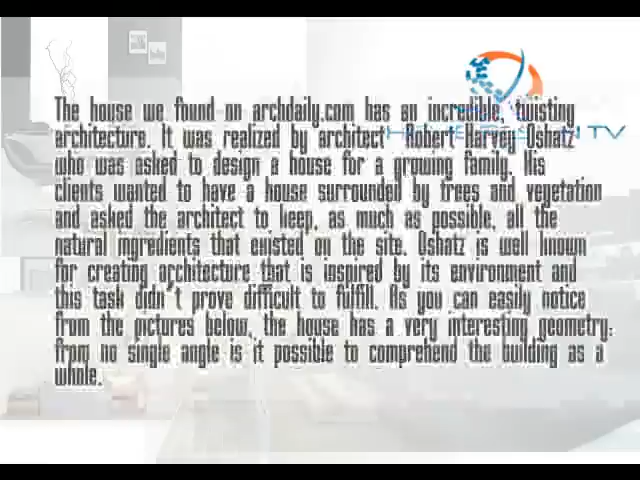 The house we found on archdaily.com has an incredible, twisting
architecture. It was realized by architect Robert Harvey Oshatz
who was asked to design a house for a growing family. His
clients wanted to have a house surrounded by trees and vegetation
and asked the architect to keep, as much as possible, all the
natural ingredients that existed on the site. Oshatz is well known
for creating architecture that is inspired by its environment and
this task didn't prove difficult to fulfill. As you can easily notice
from the pictures below, the house has a very interesting geometry:
from no single angle is it possible to comprehend the building as a
whole.
TV